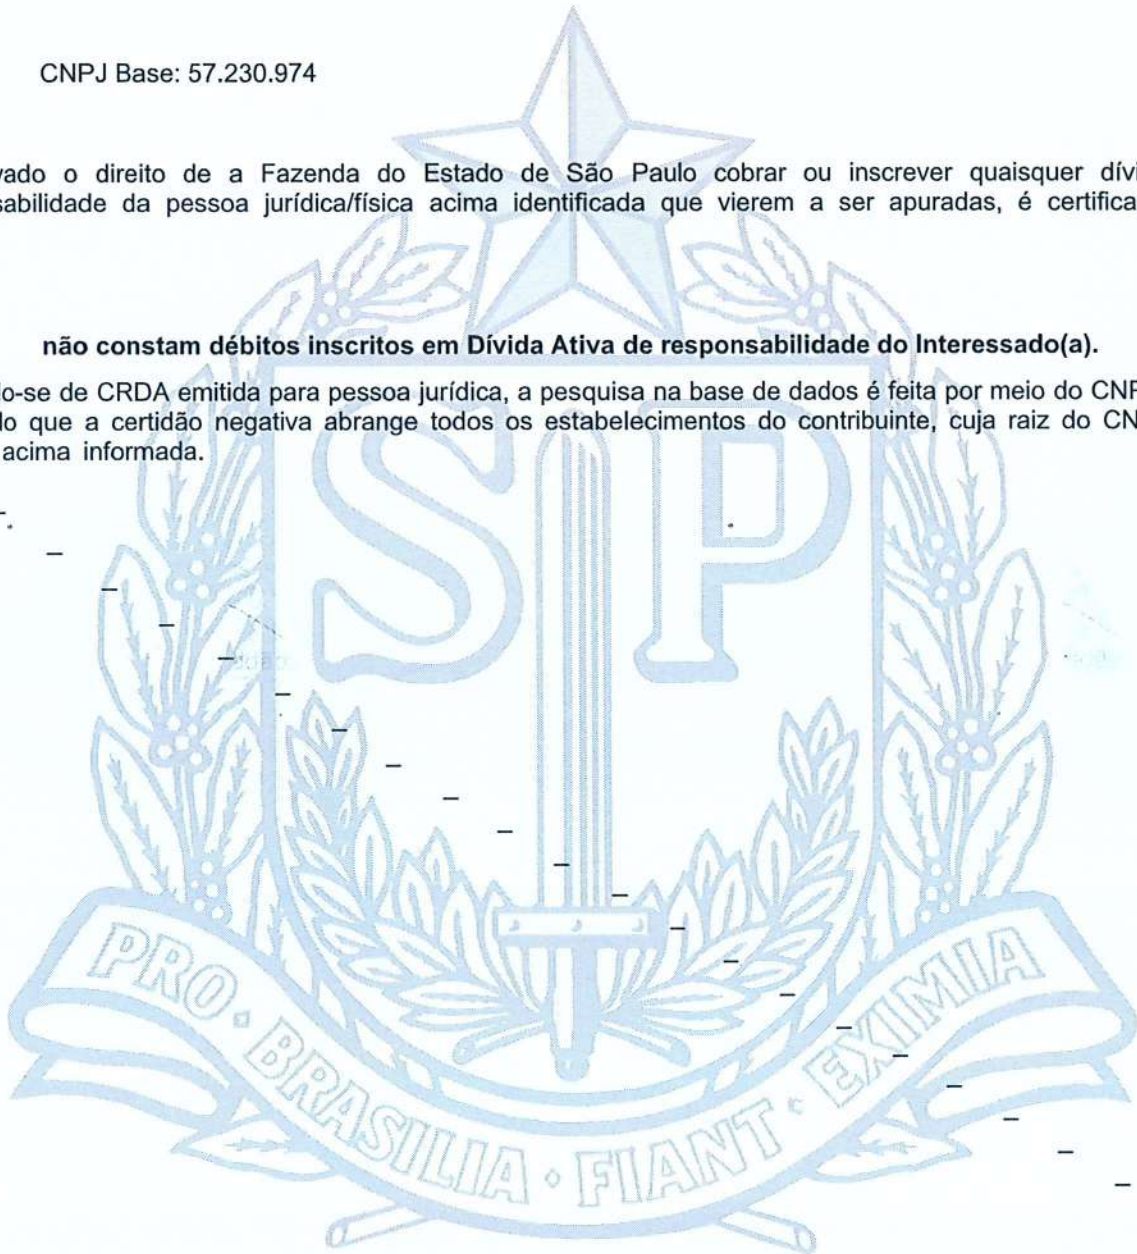 CNPJ Base: 57.230.974
vado o direito de a Fazenda do Estado de São Paulo cobrar ou inscrever quaisquer dívi
sabilidade da pessoa jurídica/física acima identificada que vierem a ser apuradas, é certifica
não constam débitos inscritos em Dívida Ativa de responsabilidade do Interessado(a).
do-se de CRDA emitida para pessoa jurídica, a pesquisa na base de dados é feita por meio do CNP
do que a certidão negativa abrange todos os estabelecimentos do contribuinte, cuja raiz do CN
acima informada.
SP
PRO · BRASILIA · FIANT · EXIMIA